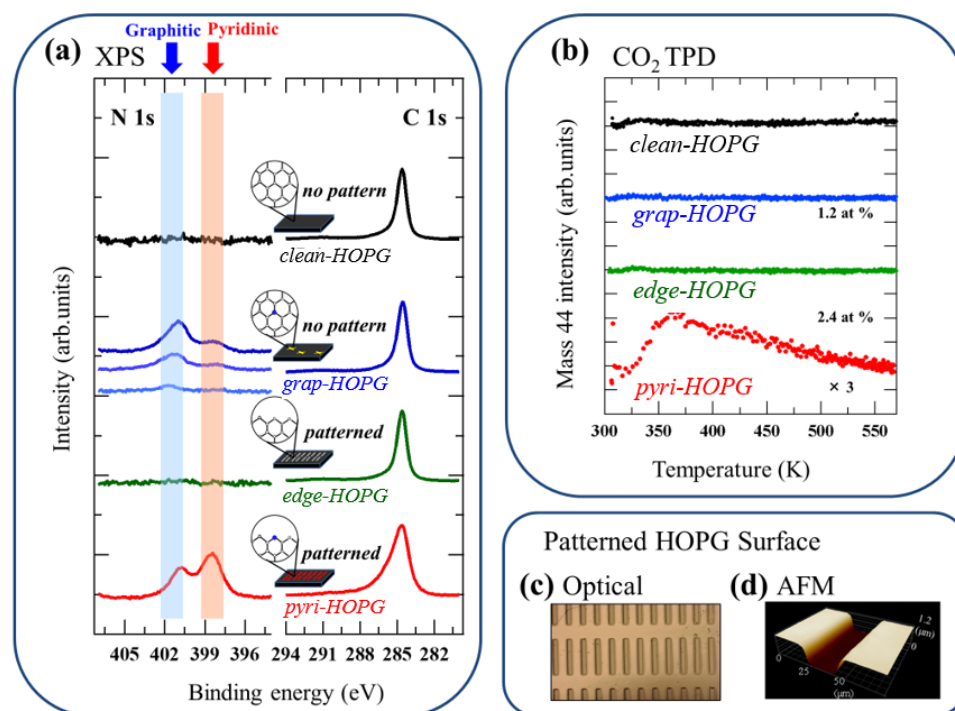 Graphitic Pyridinic
(a) XPS
N 1s C 1s
no pattern
clean-HOPG
no pattern
grap-HOPG
patterned
edge-HOPG
patterned
pyri-HOPG
Intensity (arb.units)
405 402 399 396 294 291 288 284 282
Binding energy (eV)
(b) CO2 TPD
clean-HOPG
grap-HOPG 1.2 at %
edge-HOPG
2.4 at %
pyri-HOPG × 3
Mass 44 intensity (arb.units)
300 350 400 450 500 550
Temperature (K)
Patterned HOPG Surface
(c) Optical
(d) AFM
1.2
(μm)
0
0
25
50
(μm)